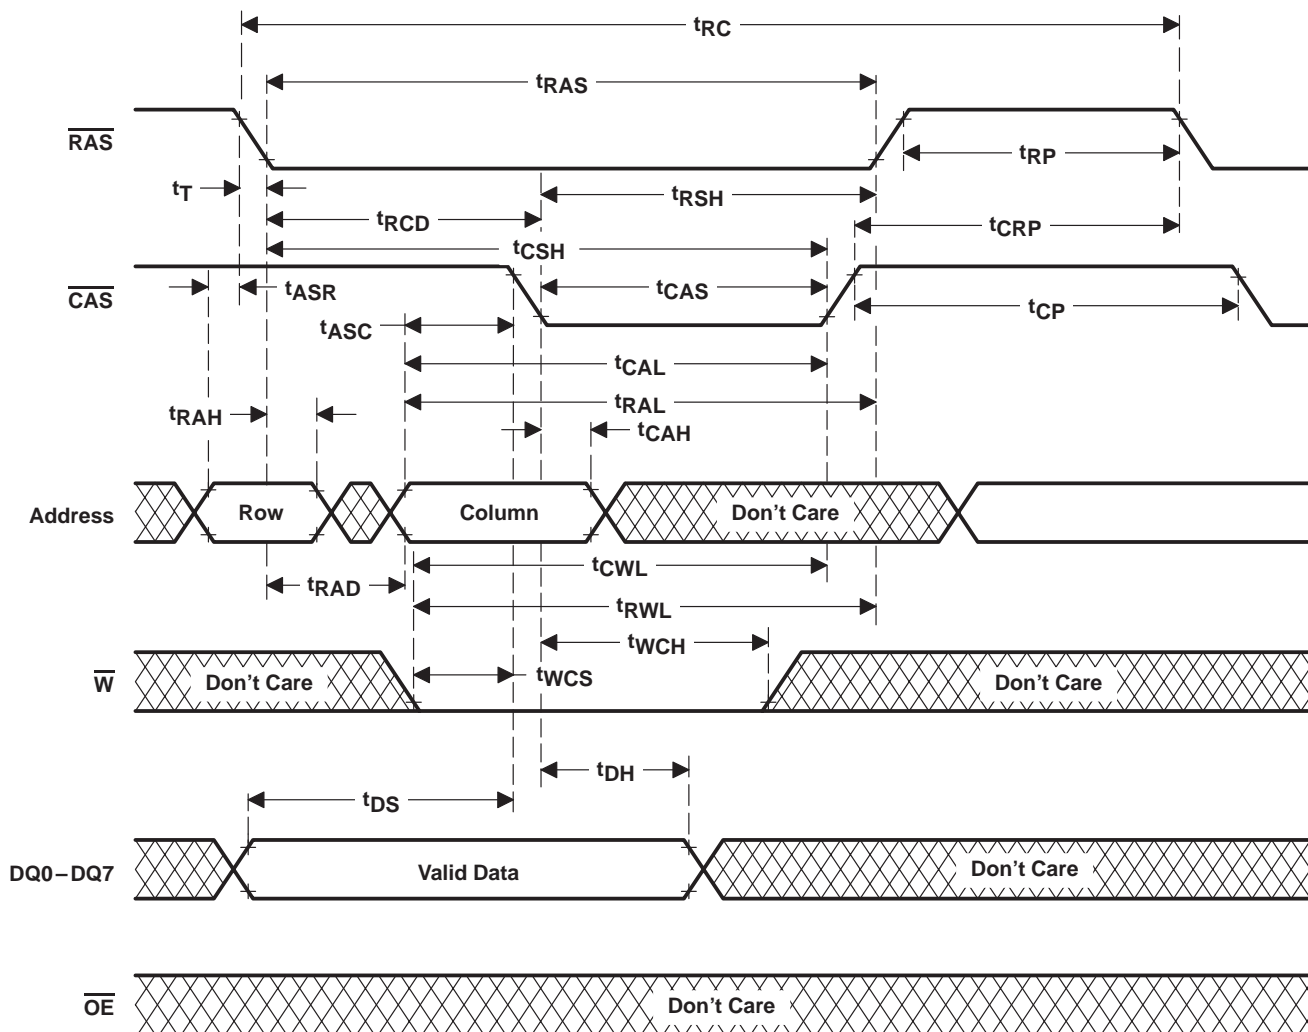 tRC
tRAS
RAS
tRP
tT
tRSH
tRCD
tCRP
tCSH
CAS
tASR
tCAS
tCP
tASC
tCAL
tRAL
tRAH
tCAH
Address
Row
Column
Don't Care
tCWL
tRAD
tRWL
tWCH
W
Don't Care
tWCS
Don't Care
tDH
tDS
DQ0–DQ7
Valid Data
Don't Care
OE
Don't Care